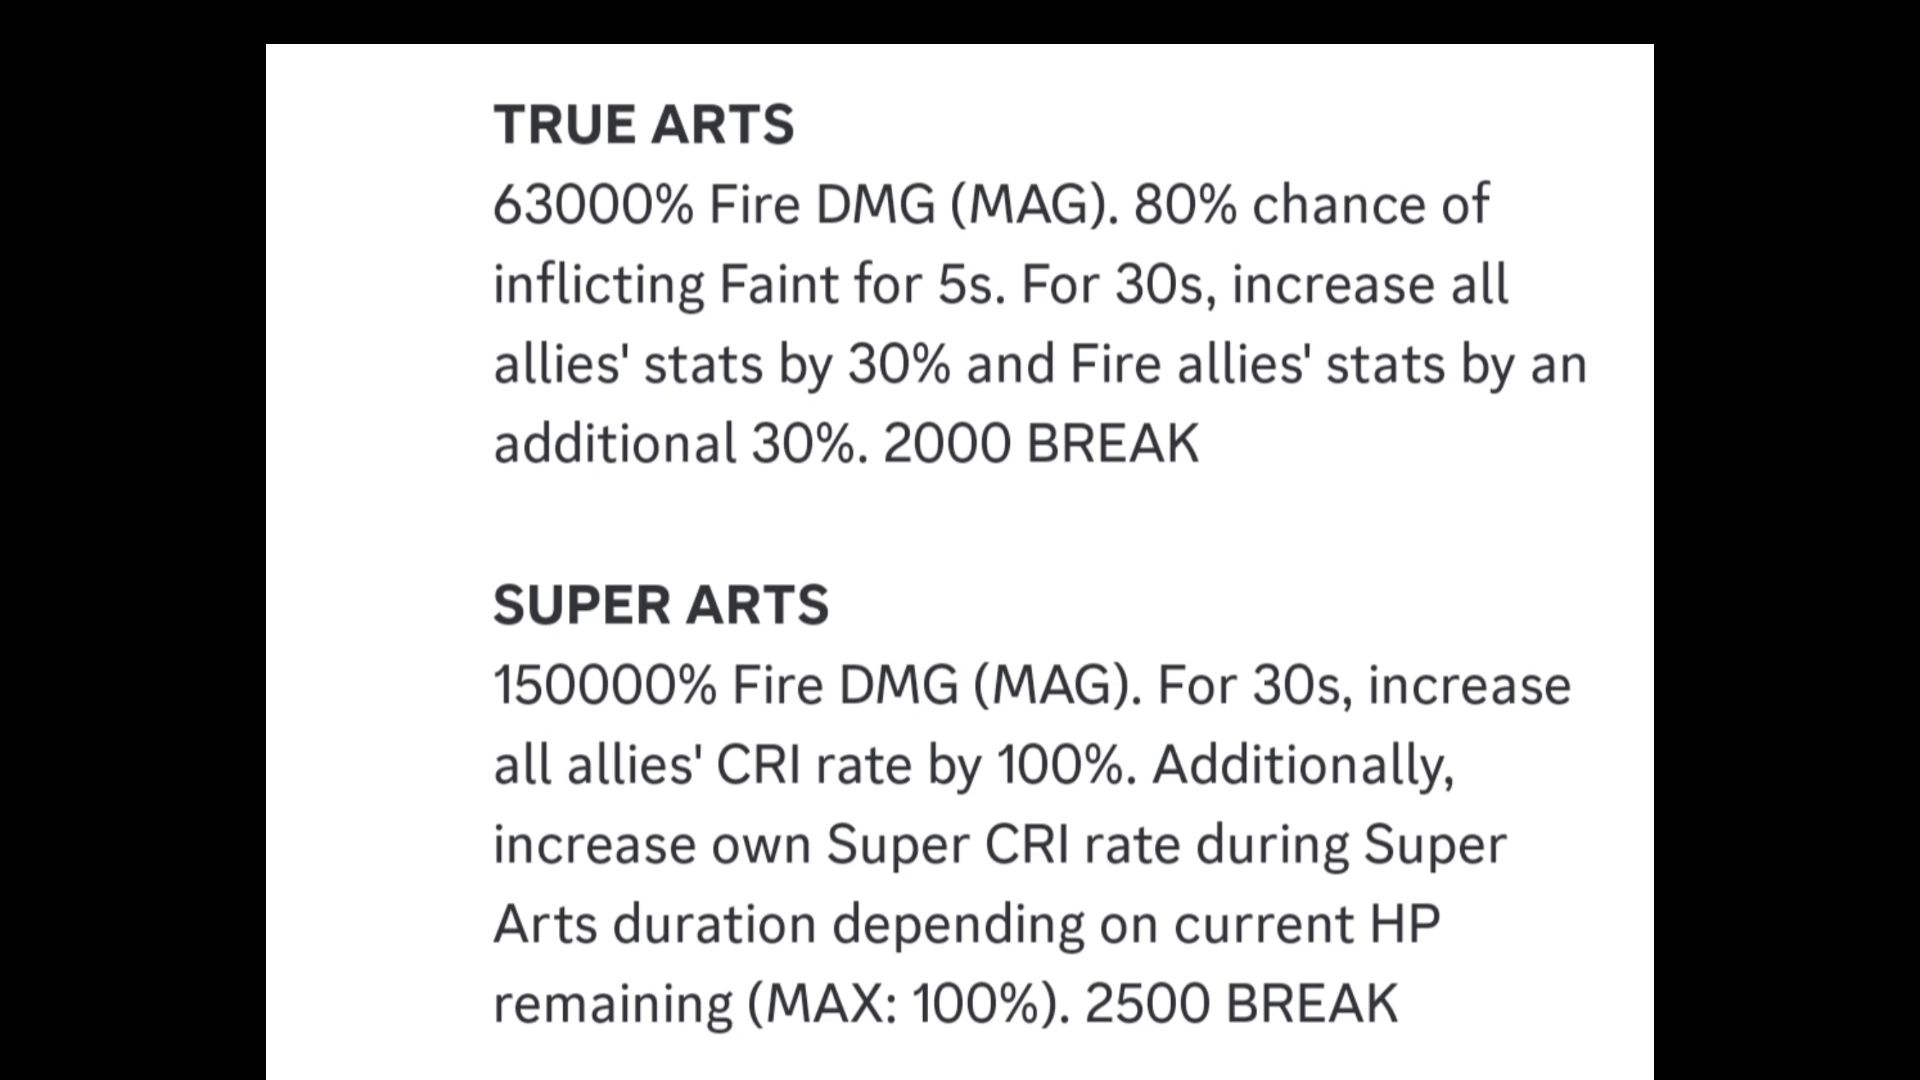 TRUE ARTS
63000% Fire DMG (MAG). 80% chance of
inflicting Faint for 5s. For 30s, increase all
allies' stats by 30% and Fire allies' stats by an
additional 30%. 2000 BREAK
SUPER ARTS
150000% Fire DMG (MAG). For 30s, increase
all allies' CRI rate by 100%. Additionally,
increase own Super CRI rate during Super
Arts duration depending on current HP
remaining (MAX: 100%). 2500 BREAK